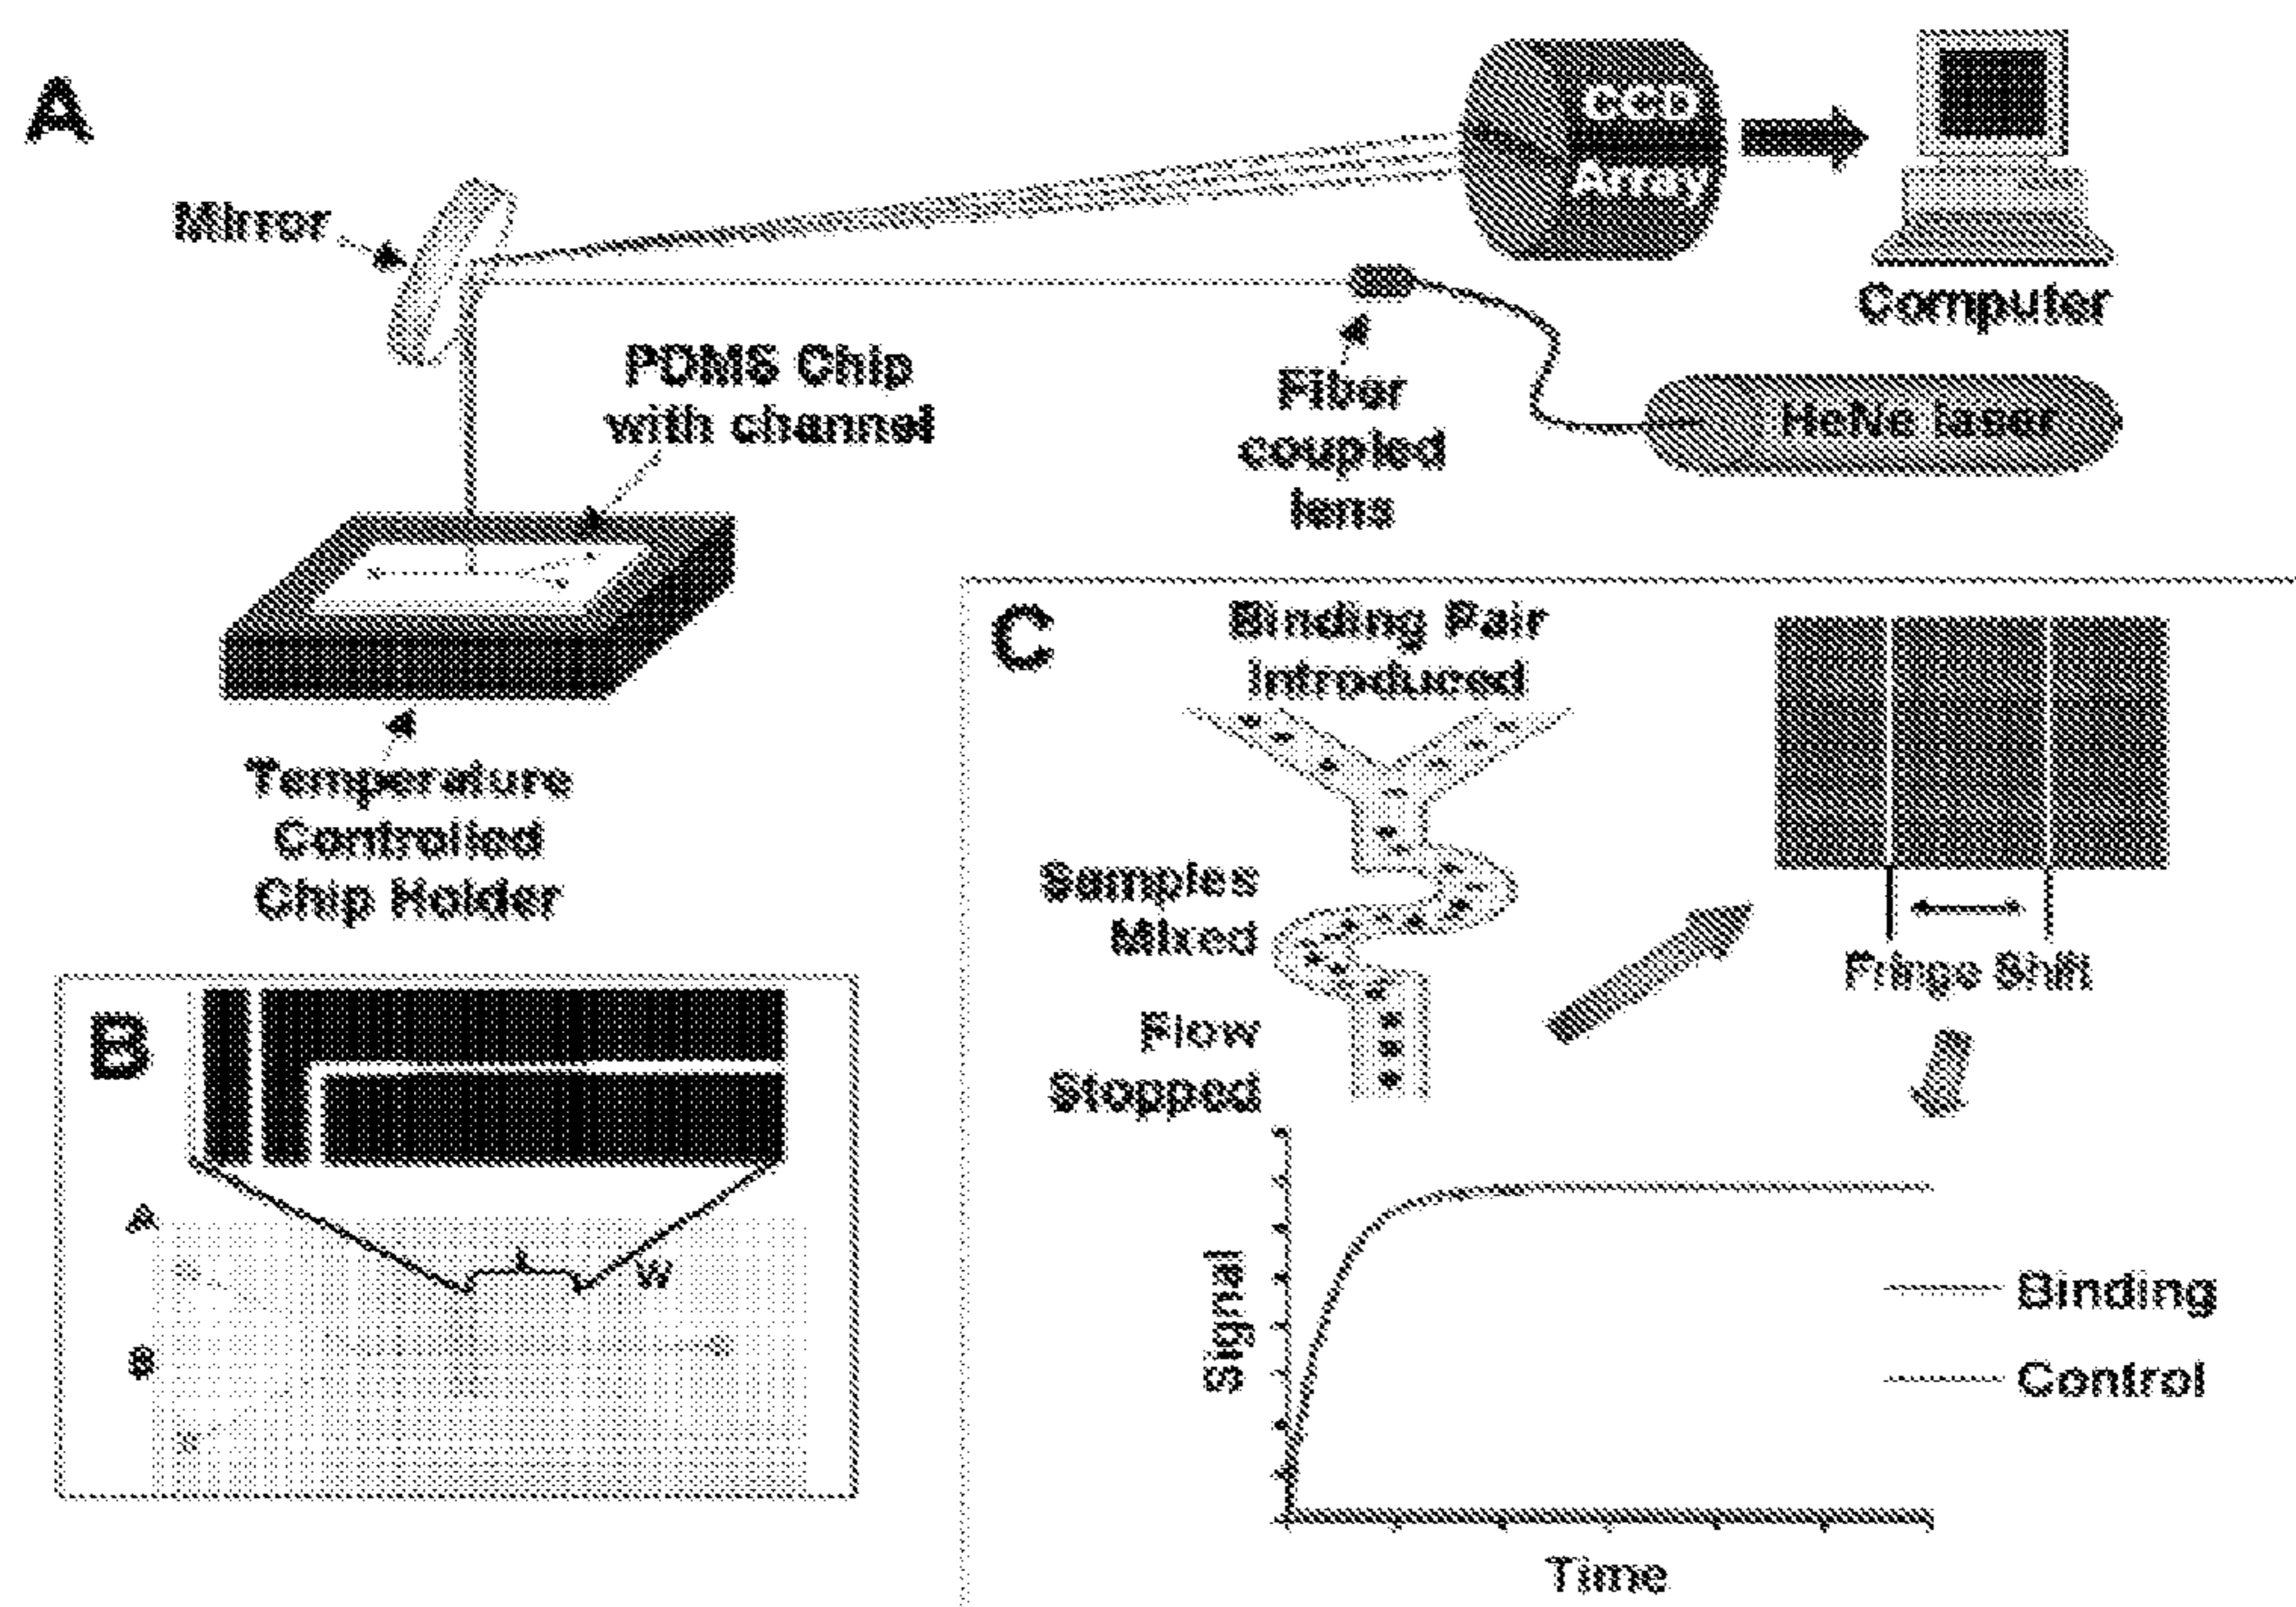 A
CCD
Array
Mirror
Computer
PDMS Chip
with channel
Fiber
coupled
lens
HeNe laser
Temperature
Controlled
Chip Holder
B
A
W
B
C
Binding Pair
Introduced
Samples
Mixed
Flow
Stopped
Fringe Shift
Signal
Binding
Control
Time